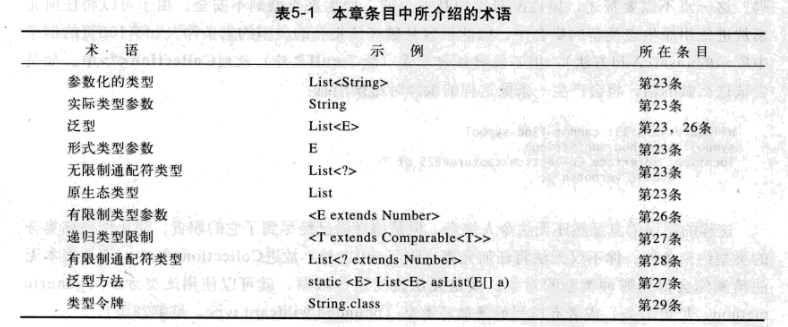 表5-1 本章条目中所介绍的术语
术 语 示 例 所在条目
参数化的类型 List<String> 第23条
实际类型参数 String 第23条
泛型 List<E> 第23，26条
形式类型参数 E 第23条
无限制通配符类型 List<?> 第23条
原生态类型 List 第23条
有限制类型参数 <E extends Number> 第26条
递归类型限制 <T extends Comparable<T>> 第27条
有限制通配符类型 List<? extends Number> 第28条
泛型方法 static <E> List<E> asList(E[] a) 第27条
类型令牌 String.class 第29条